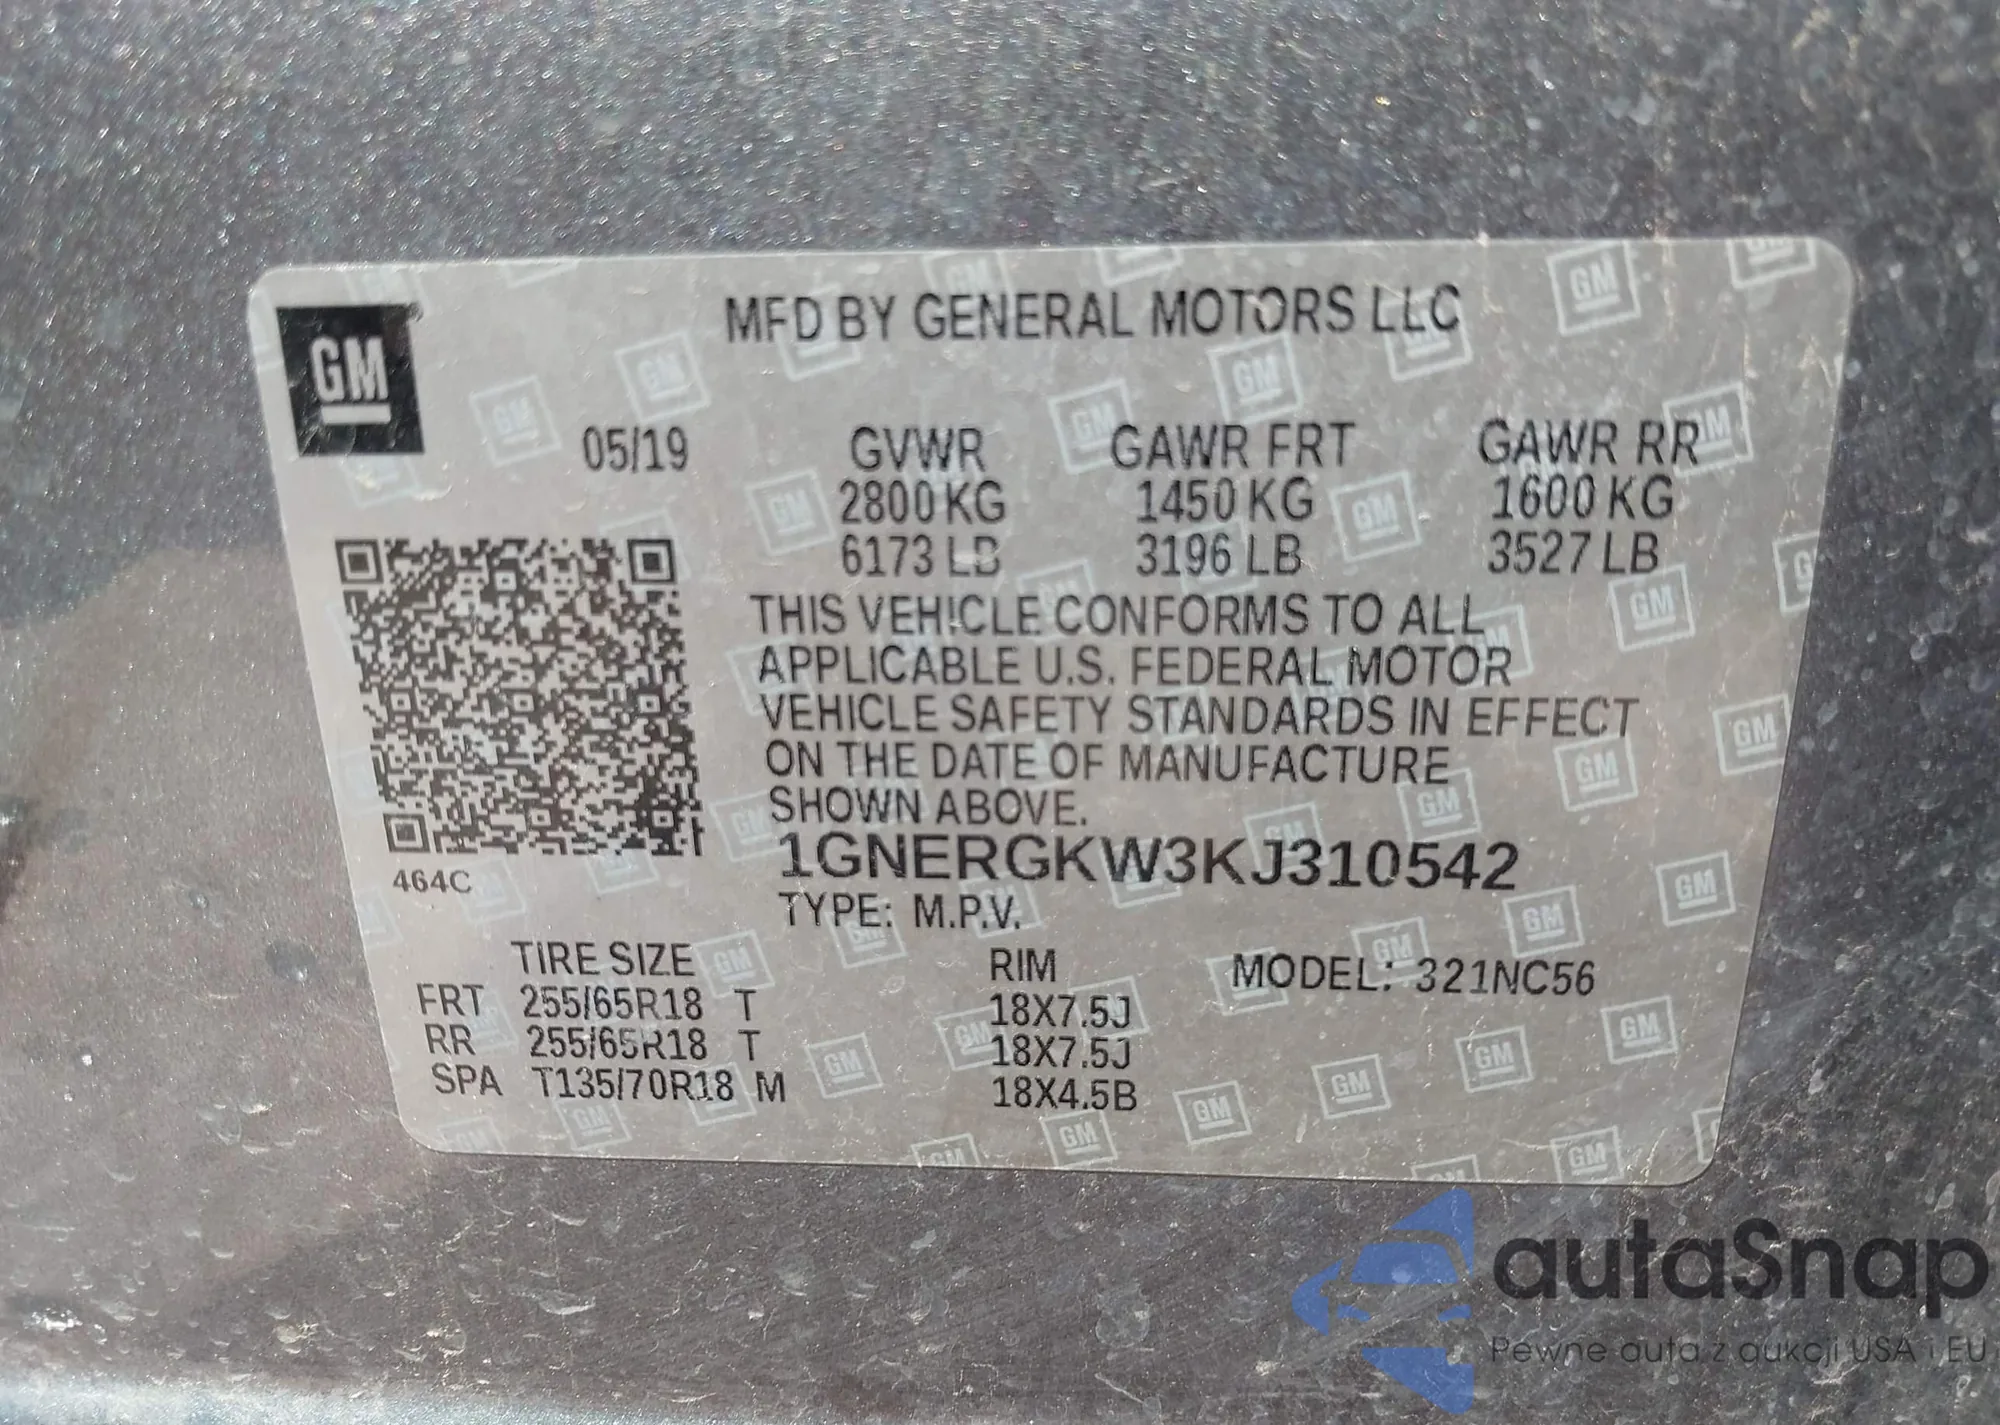 GM
MFD BY GENERAL MOTORS LLC
05/19 GVWR GAWR FRT GAWR RR
2800 KG 1450 KG 1600 KG
6173 LB 3196 LB 3527 LB
THIS VEHICLE CONFORMS TO ALL
APPLICABLE U.S. FEDERAL MOTOR
VEHICLE SAFETY STANDARDS IN EFFECT
ON THE DATE OF MANUFACTURE
SHOWN ABOVE.
1GNERGKW3KJ310542
464C
TYPE: M.P.V.
TIRE SIZE RIM MODEL: 321NC56
FRT 255/65R18 T 18X7.5J
RR 255/65R18 T 18X7.5J
SPA T135/70R18 M 18X4.5B
autaSnap
Pewne auta z aukcji USA i EU